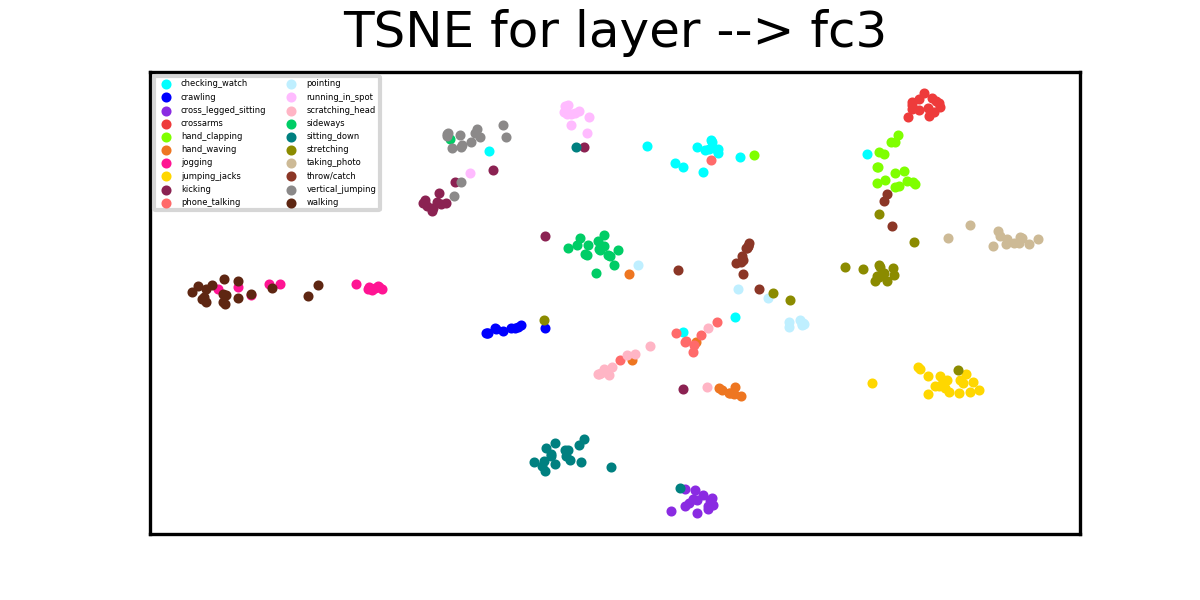 TSNE for layer --> fc3
checking_watch
crawling
cross_legged_sitting
crossarms
hand_clapping
hand_waving
jogging
jumping_jacks
kicking
phone_talking
pointing
running_in_spot
scratching_head
sideways
sitting_down
stretching
taking_photo
throw/catch
vertical_jumping
walking